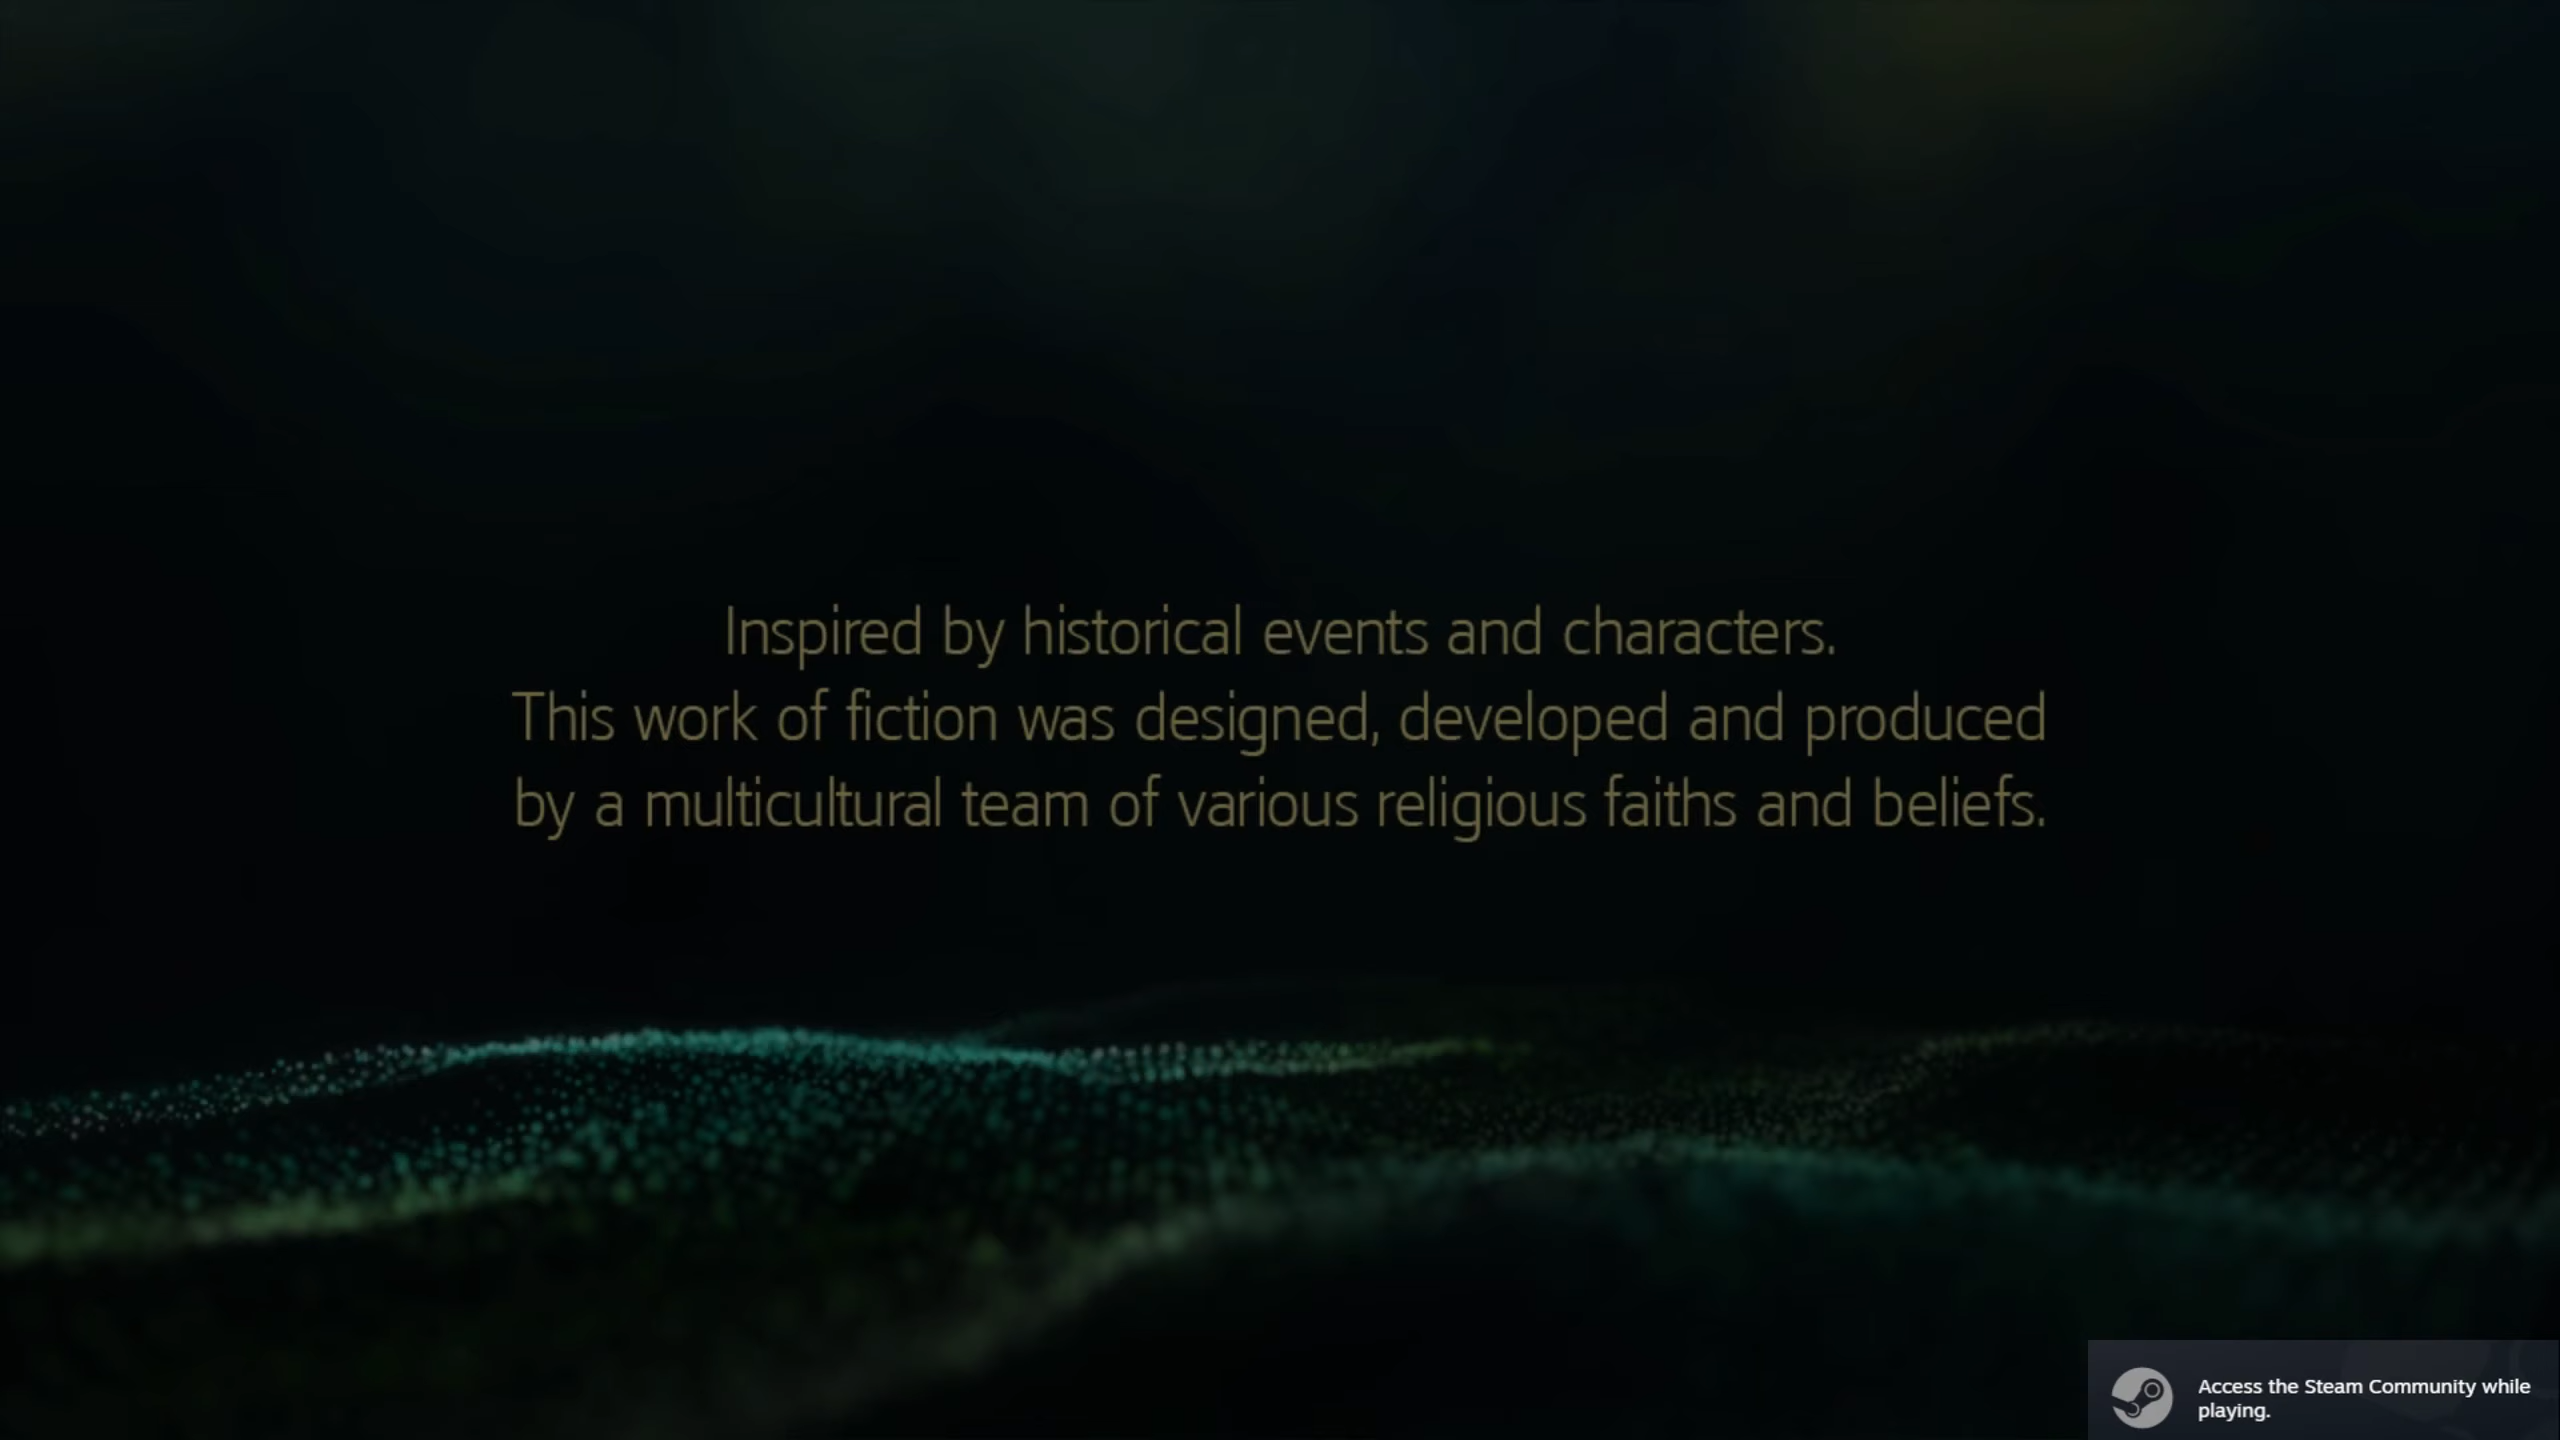 Inspired by historical events and characters.
This work of fiction was designed, developed and produced
by a multicultural team of various religious faiths and beliefs.
Access the Steam Community while
playing.